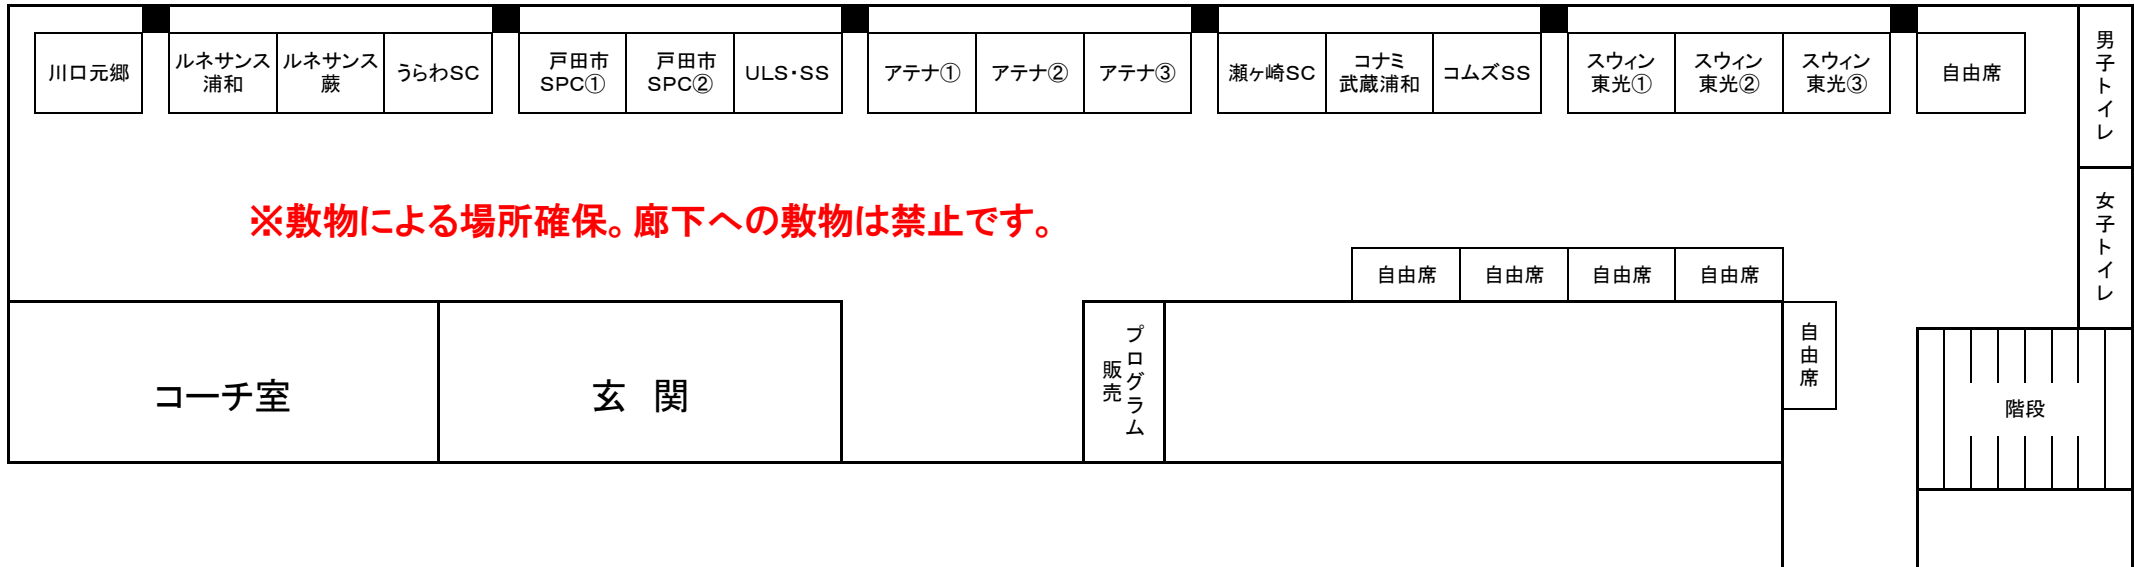 川口元郷
ルネサンス
浦和
ルネサンス
蕨
うらわSC
戸田市
SPC①
戸田市
SPC②
ULS・SS
アテナ①
アテナ②
アテナ③
瀬ヶ崎SC
コナミ
武蔵浦和
コムズSS
スウィン
東光①
スウィン
東光②
スウィン
東光③
自由席
男子トイレ
※敷物による場所確保。廊下への敷物は禁止です。
女子トイレ
自由席
自由席
自由席
自由席
コーチ室
玄　関
プログラム
販売
自由席
階段